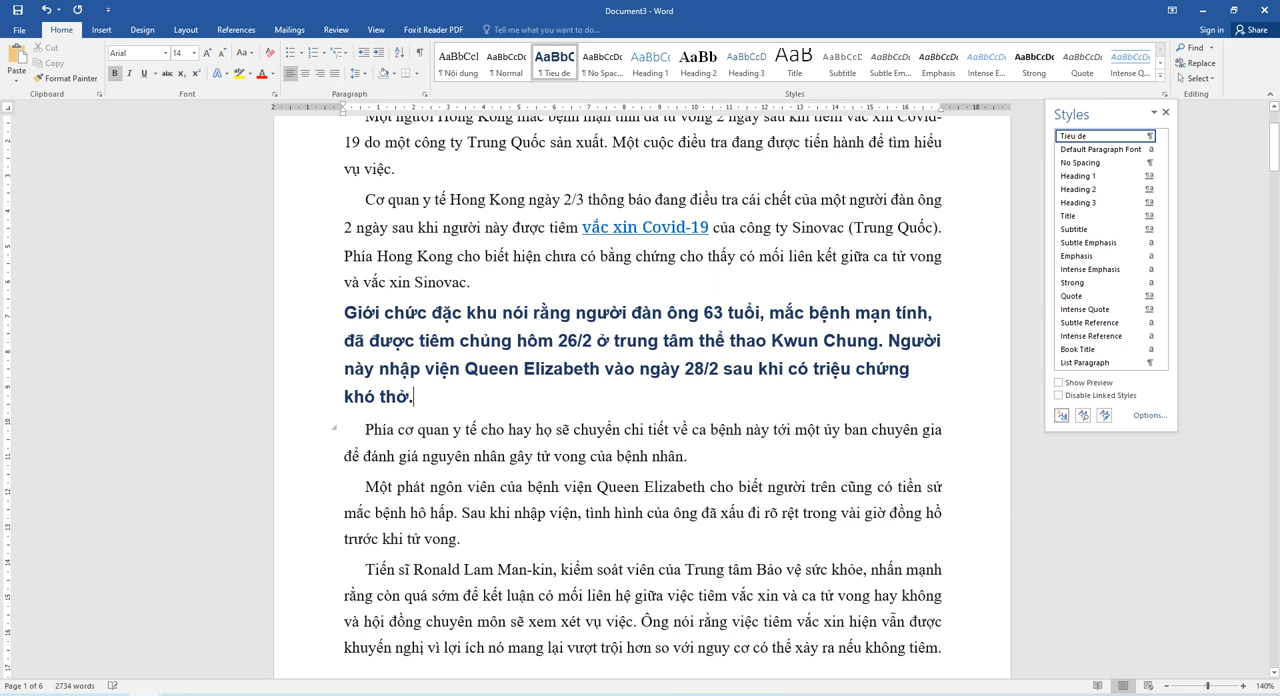 Document3 - Word
File Home Insert Design Layout References Mailings Review View Foxit Reader PDF Tell me what you want to do... Sign in Share
Paste Cut Copy Format Painter Clipboard
Arial 14 Font
Paragraph
AaBbCcI ¶ Nội dung
AaBbCcDc ¶ Normal
AaBbC ¶ Tieu de
AaBbCcDc ¶ No Spac...
AaBbCc Heading 1
AaBb Heading 2
AaBbCcD Heading 3
AaB Title
AaBbCcC Subtitle
AaBbCcDc Subtle Em...
AaBbCcDc Emphasis
AaBbCcDc Intense E...
AaBbCcDc Strong
AaBbCcDc Quote
AaBbCcDc Intense Q...
Styles
Find Replace Select Editing
19 do một công ty Trung Quốc sản xuất. Một cuộc điều tra đang được tiến hành để tìm hiểu
vụ việc.
Cơ quan y tế Hong Kong ngày 2/3 thông báo đang điều tra cái chết của một người đàn ông
2 ngày sau khi người này được tiêm vắc xin Covid-19 của công ty Sinovac (Trung Quốc).
Phía Hong Kong cho biết hiện chưa có bằng chứng cho thấy có mối liên kết giữa ca tử vong
và vắc xin Sinovac.
Giới chức đặc khu nói rằng người đàn ông 63 tuổi, mắc bệnh mạn tính,
đã được tiêm chủng hôm 26/2 ở trung tâm thể thao Kwun Chung. Người
này nhập viện Queen Elizabeth vào ngày 28/2 sau khi có triệu chứng
khó thở.
Phía cơ quan y tế cho hay họ sẽ chuyển chi tiết về ca bệnh này tới một ủy ban chuyên gia
để đánh giá nguyên nhân gây tử vong của bệnh nhân.
Một phát ngôn viên của bệnh viện Queen Elizabeth cho biết người trên cũng có tiền sử
mắc bệnh hô hấp. Sau khi nhập viện, tình hình của ông đã xấu đi rõ rệt trong vài giờ đồng hồ
trước khi tử vong.
Tiến sĩ Ronald Lam Man-kin, kiểm soát viên của Trung tâm Bảo vệ sức khỏe, nhấn mạnh
rằng còn quá sớm để kết luận có mối liên hệ giữa việc tiêm vắc xin và ca tử vong hay không
và hội đồng chuyên môn sẽ xem xét vụ việc. Ông nói rằng việc tiêm vắc xin hiện vẫn được
khuyến nghị vì lợi ích nó mang lại vượt trội hơn so với nguy cơ có thể xảy ra nếu không tiêm.
Styles
Tieu de
Default Paragraph Font
No Spacing
Heading 1
Heading 2
Heading 3
Title
Subtitle
Subtle Emphasis
Emphasis
Intense Emphasis
Strong
Quote
Intense Quote
Subtle Reference
Intense Reference
Book Title
List Paragraph
Show Preview
Disable Linked Styles
Options...
Page 1 of 6 2734 words 140%